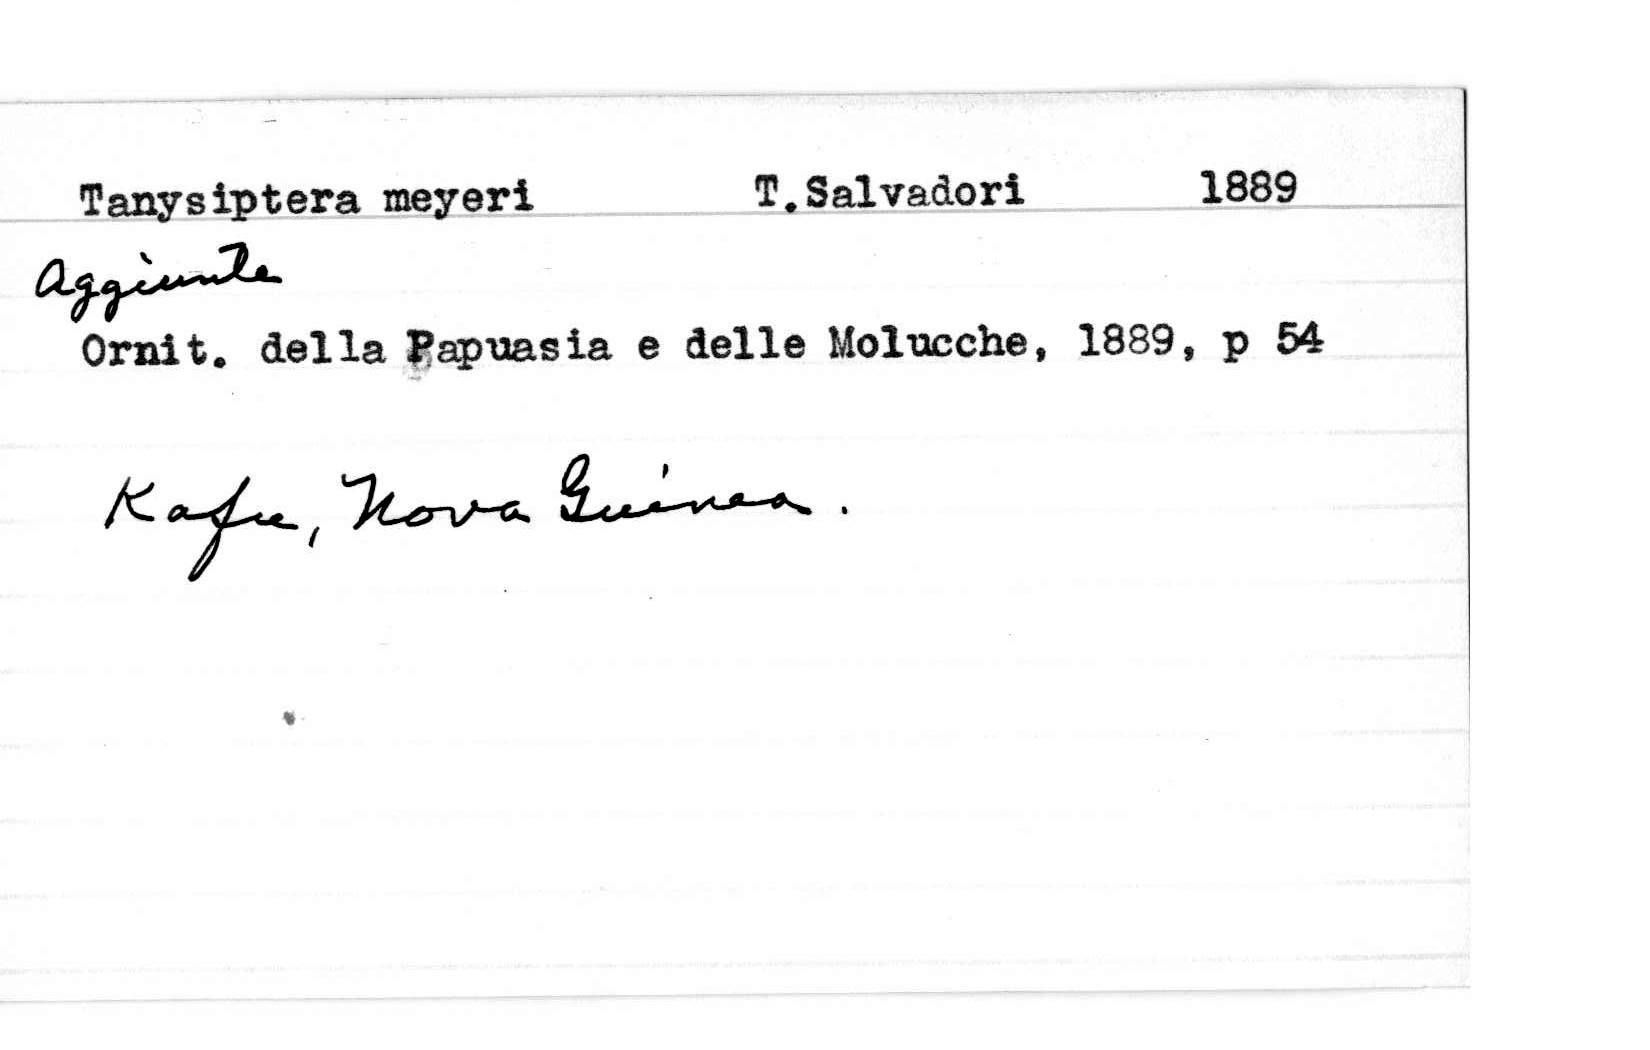 Tanysiptera meyeri T.Salvadori 1889
Aggiunte
Ornit. della Papuasia e delle Molucche, 1889, p 54
Kafu, Nova Guinea.